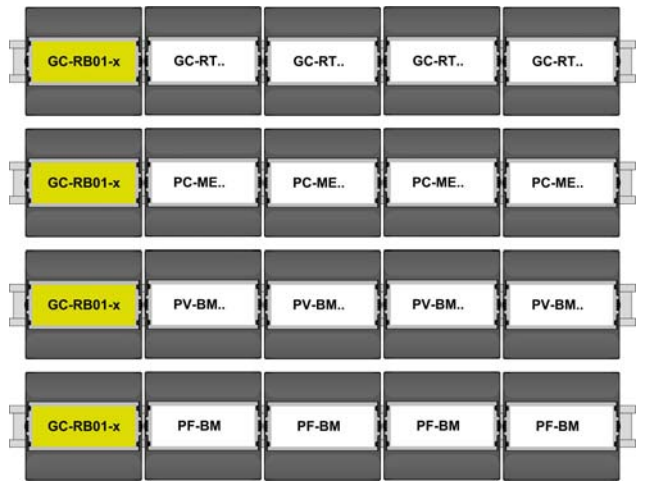 GC-RB01-x GC-RT.. GC-RT.. GC-RT.. GC-RT..
GC-RB01-x PC-ME.. PC-ME.. PC-ME.. PC-ME..
GC-RB01-x PV-BM.. PV-BM.. PV-BM.. PV-BM..
GC-RB01-x PF-BM PF-BM PF-BM PF-BM